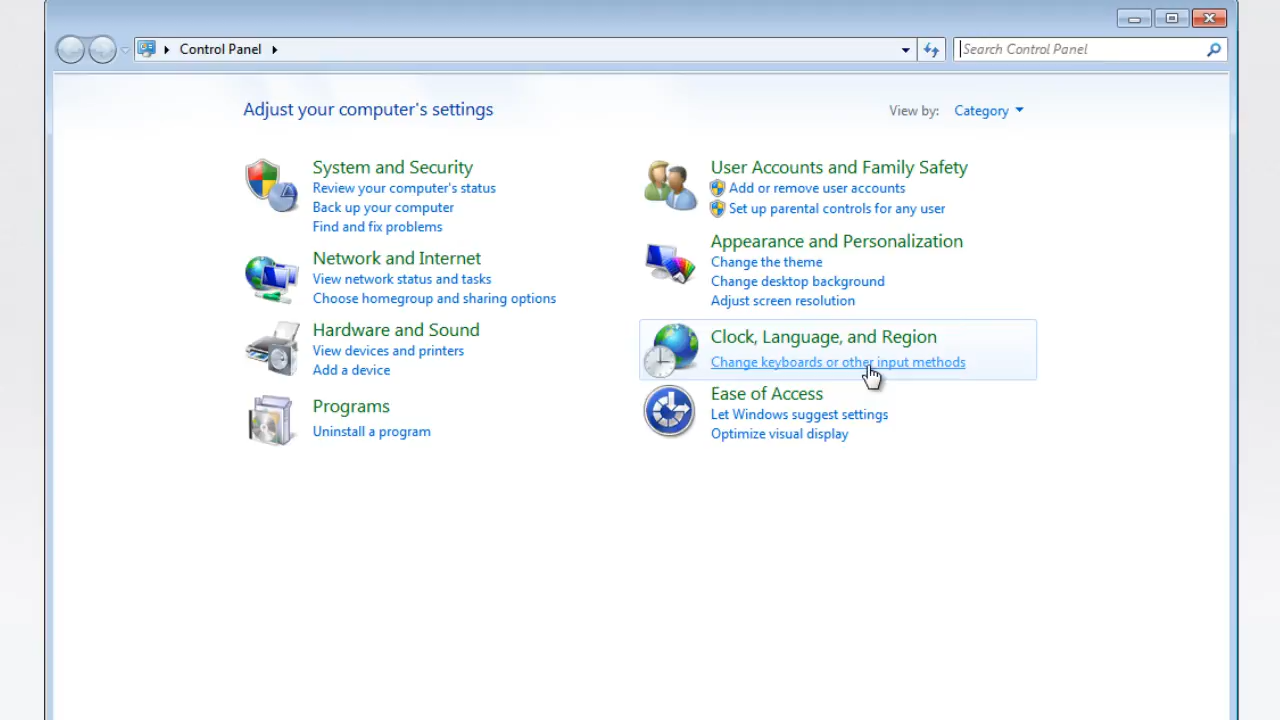 Control Panel
Search Control Panel
Adjust your computer's settings
View by: Category
System and Security
Review your computer's status
Back up your computer
Find and fix problems
Network and Internet
View network status and tasks
Choose homegroup and sharing options
Hardware and Sound
View devices and printers
Add a device
Programs
Uninstall a program
User Accounts and Family Safety
Add or remove user accounts
Set up parental controls for any user
Appearance and Personalization
Change the theme
Change desktop background
Adjust screen resolution
Clock, Language, and Region
Change keyboards or other input methods
Ease of Access
Let Windows suggest settings
Optimize visual display